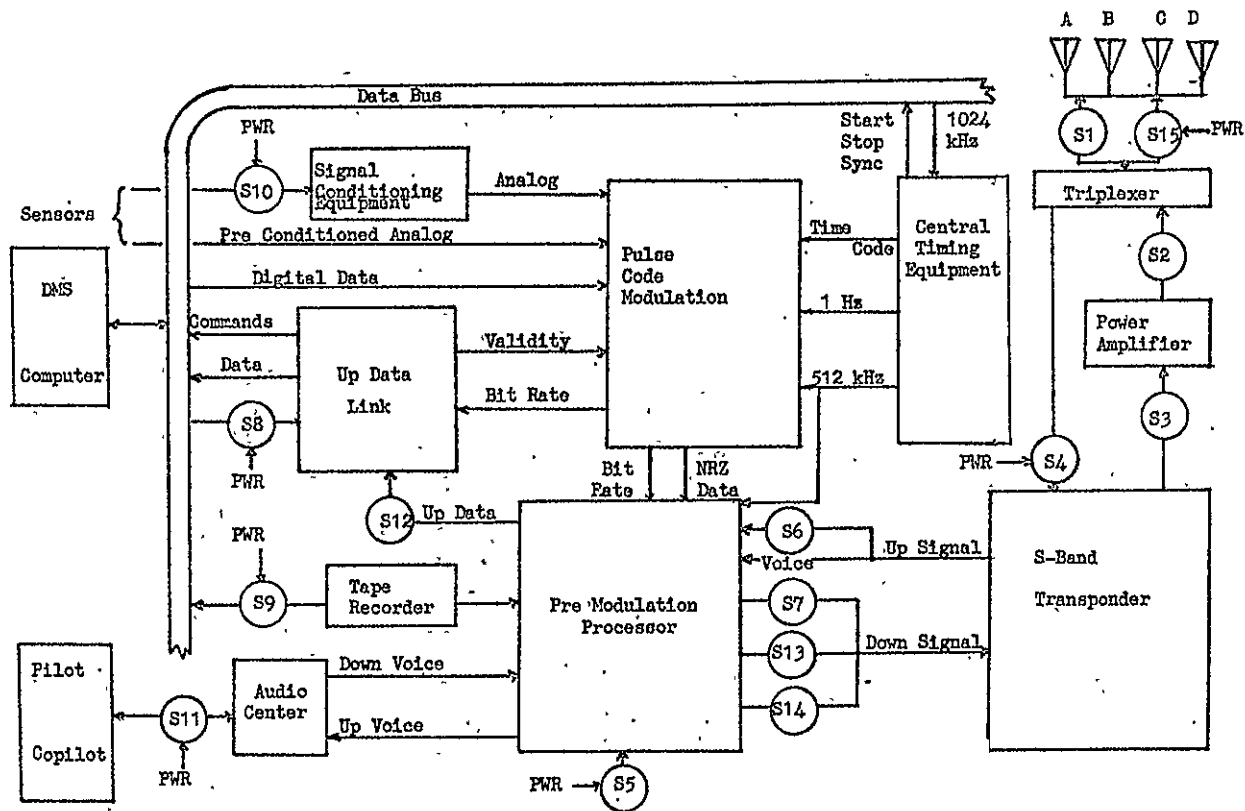 A B C D
Data Bus
PWR
Start
Stop
Sync
1024
kHz
S1
S15
PWR
S10
Signal
Conditioning
Equipment
Analog
Triplexer
Sensors
Pre Conditioned Analog
Digital Data
Pulse
Code
Modulation
Time
Code
Central
Timing
Equipment
S2
DMS
Computer
Commands
Data
Up Data
Link
Validity
Bit Rate
1 Hz
512 kHz
Power
Amplifier
S8
PWR
S3
Bit
Rate
NRZ
Data
PWR
S4
S12
Up Data
S6
Up Signal
Voice
PWR
S9
Tape
Recorder
Pre Modulation
Processor
S7
S13
S14
Down Signal
S-Band
Transponder
Pilot
Copilot
S11
PWR
Audio
Center
Down Voice
Up Voice
PWR
S5